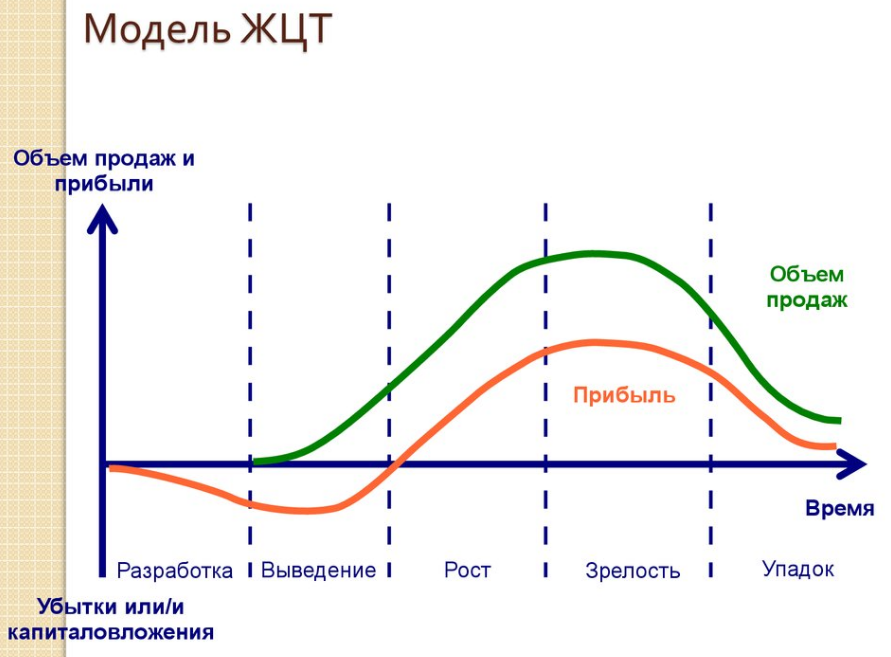 Модель ЖЦТ
Объем продаж и
прибыли
Объем
продаж
Прибыль
Время
Разработка
Выведение
Рост
Зрелость
Упадок
Убытки или/и
капиталовложения